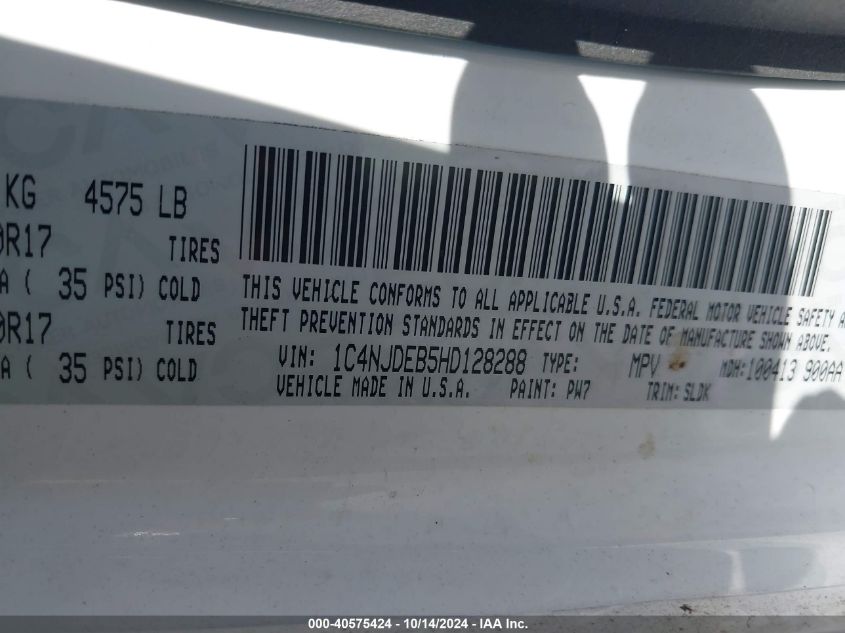 KG 4575 LB
0R17 TIRES
A ( 35 PSI) COLD
0R17 TIRES
A ( 35 PSI) COLD
THIS VEHICLE CONFORMS TO ALL APPLICABLE U.S.A. FEDERAL MOTOR VEHICLE SAFETY A
THEFT PREVENTION STANDARDS IN EFFECT ON THE DATE OF MANUFACTURE SHOWN ABOVE.
VIN: 1C4NJDEB5HD128288 TYPE: MPV MDH:100413 900AA
VEHICLE MADE IN U.S.A. PAINT: PW7 TRIM: SLDK
000-40575424 - 10/14/2024 - IAA Inc.